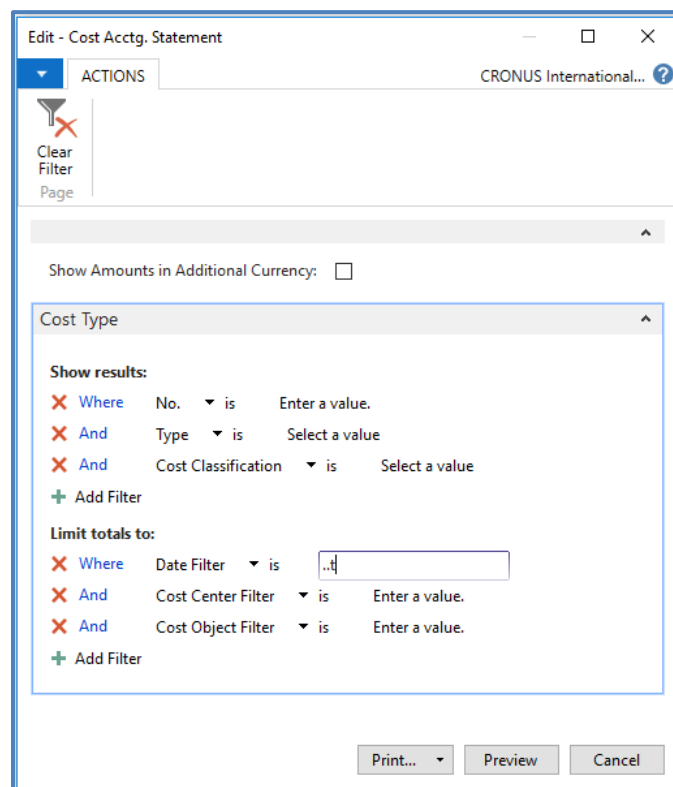 Edit - Cost Acctg. Statement
ACTIONS CRONUS International... ?
Clear
Filter
Page
Show Amounts in Additional Currency:
Cost Type
Show results:
Where No. is Enter a value.
And Type is Select a value
And Cost Classification is Select a value
Add Filter
Limit totals to:
Where Date Filter is ..t
And Cost Center Filter is Enter a value.
And Cost Object Filter is Enter a value.
Add Filter
Print... Preview Cancel